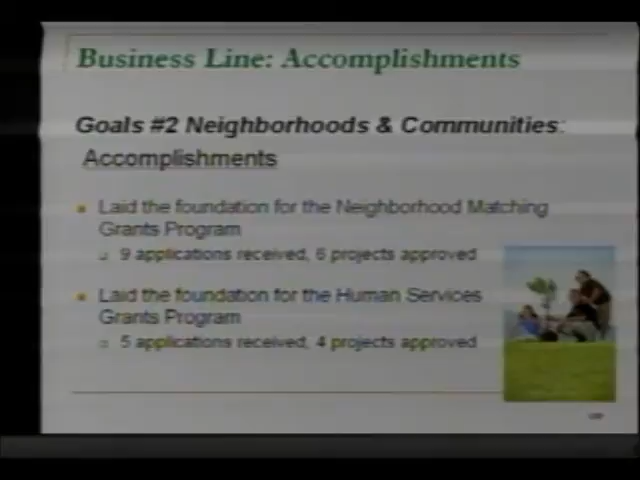 Business Line: Accomplishments
Goals #2 Neighborhoods & Communities:
Accomplishments
Laid the foundation for the Neighborhood Matching
Grants Program
9 applications received, 6 projects approved
Laid the foundation for the Human Services
Grants Program
5 applications received, 4 projects approved